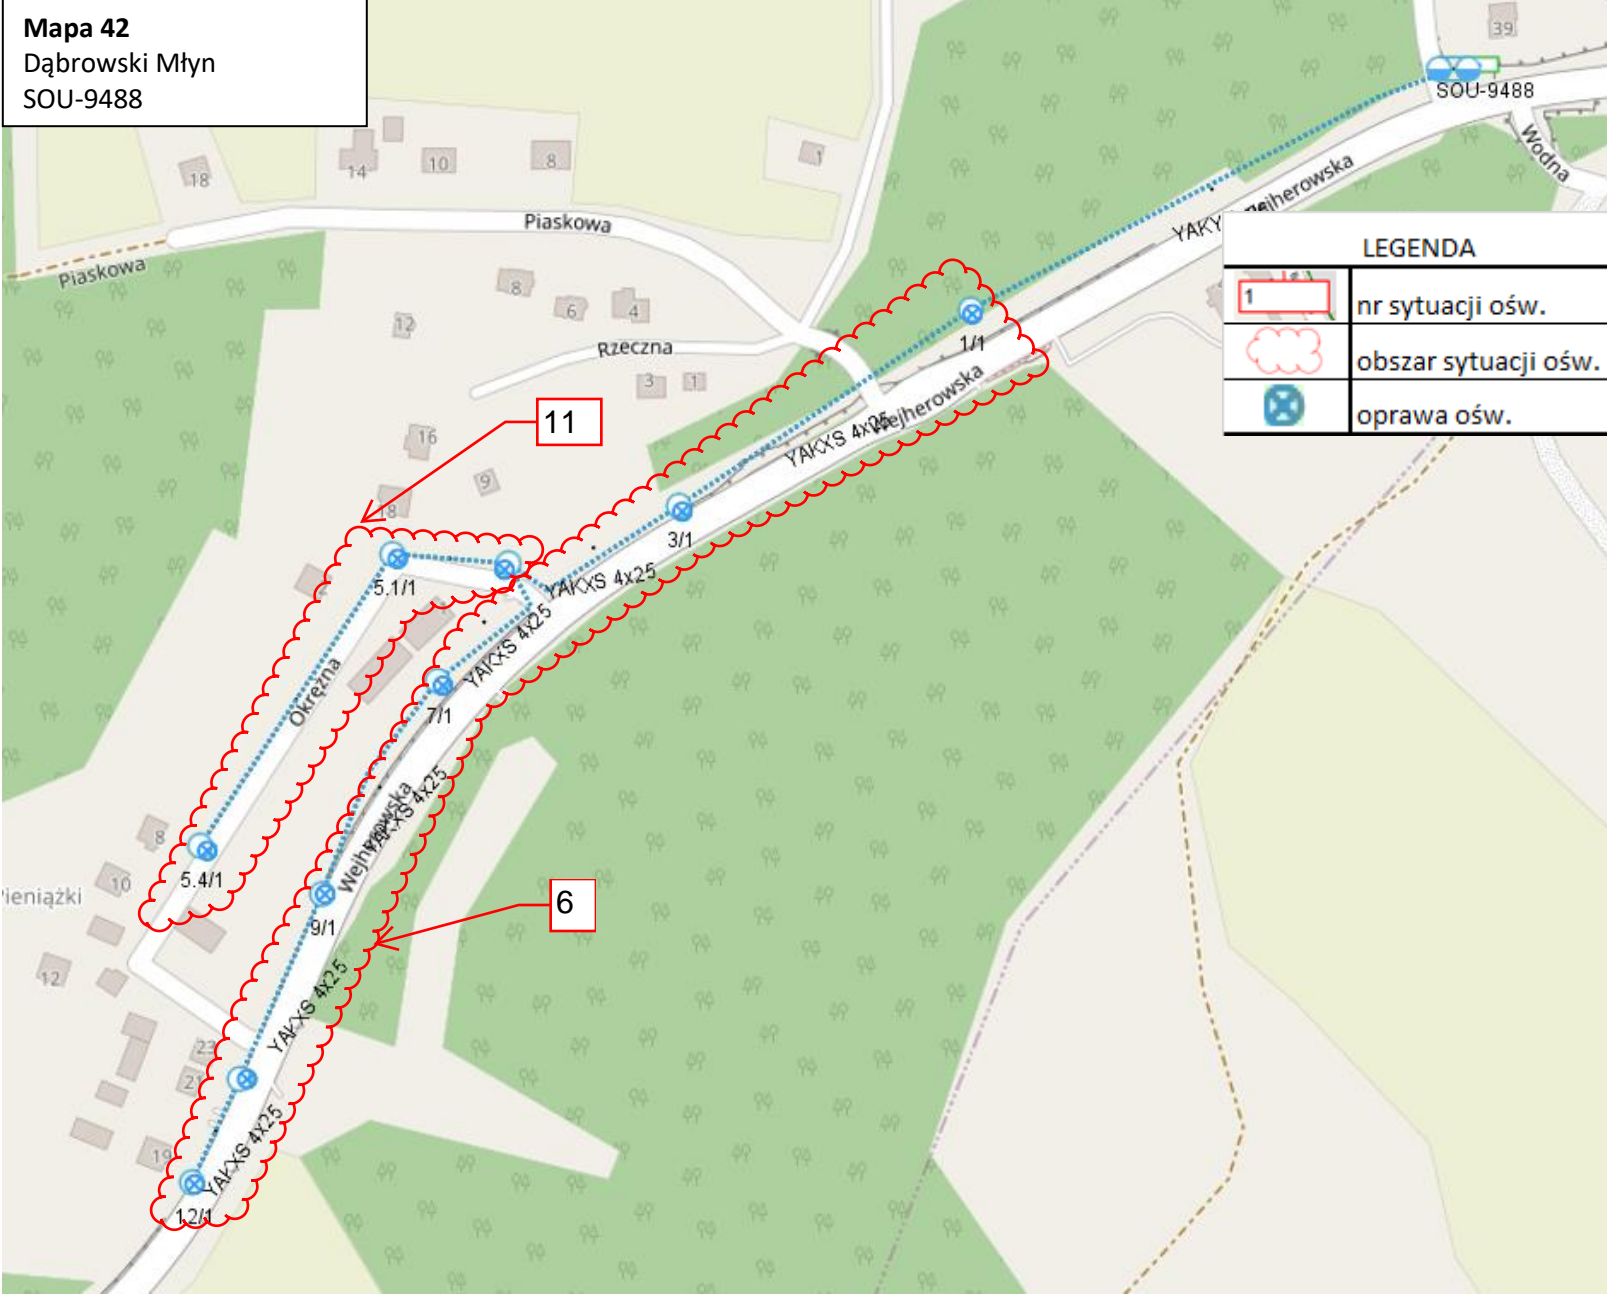 Mapa 42
Dąbrowski Młyn
SOU-9488
39
SOU-9488
Wodna
18
14
10
8
1
Piaskowa
Piaskowa
Wejherowska
LEGENDA
1
nr sytuacji ośw.
obszar sytuacji ośw.
oprawa ośw.
8
6
4
12
Rzeczna
3
1
1/1
Wejherowska
YAKXS 4x25
11
16
9
18
3/1
5.1/1
YAKXS 4x25
YAKXS 4x25
Okrężna
7/1
Wejherowska
YAKXS 4x25
8
5.4/1
10
ieniążki
9/1
6
12
YAKXS 4x25
23
21
19
YAKXS 4x25
12/1